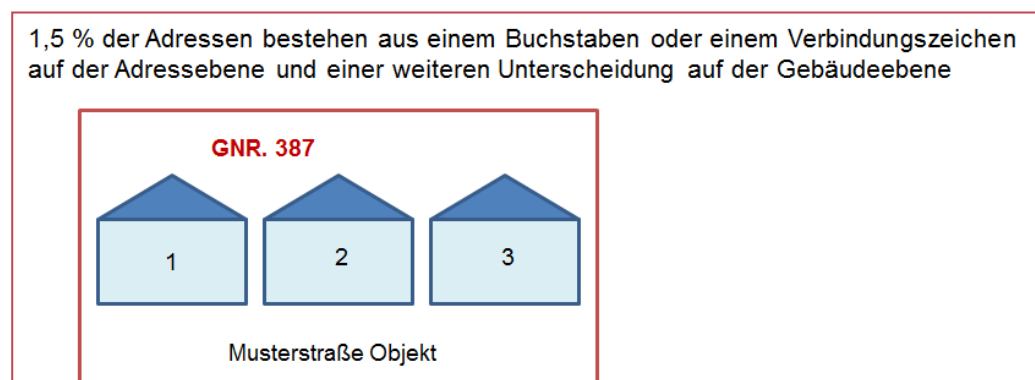 1,5 % der Adressen bestehen aus einem Buchstaben oder einem Verbindungszeichen
auf der Adressebene und einer weiteren Unterscheidung auf der Gebäudeebene
GNR. 387
1 2 3
Musterstraße Objekt